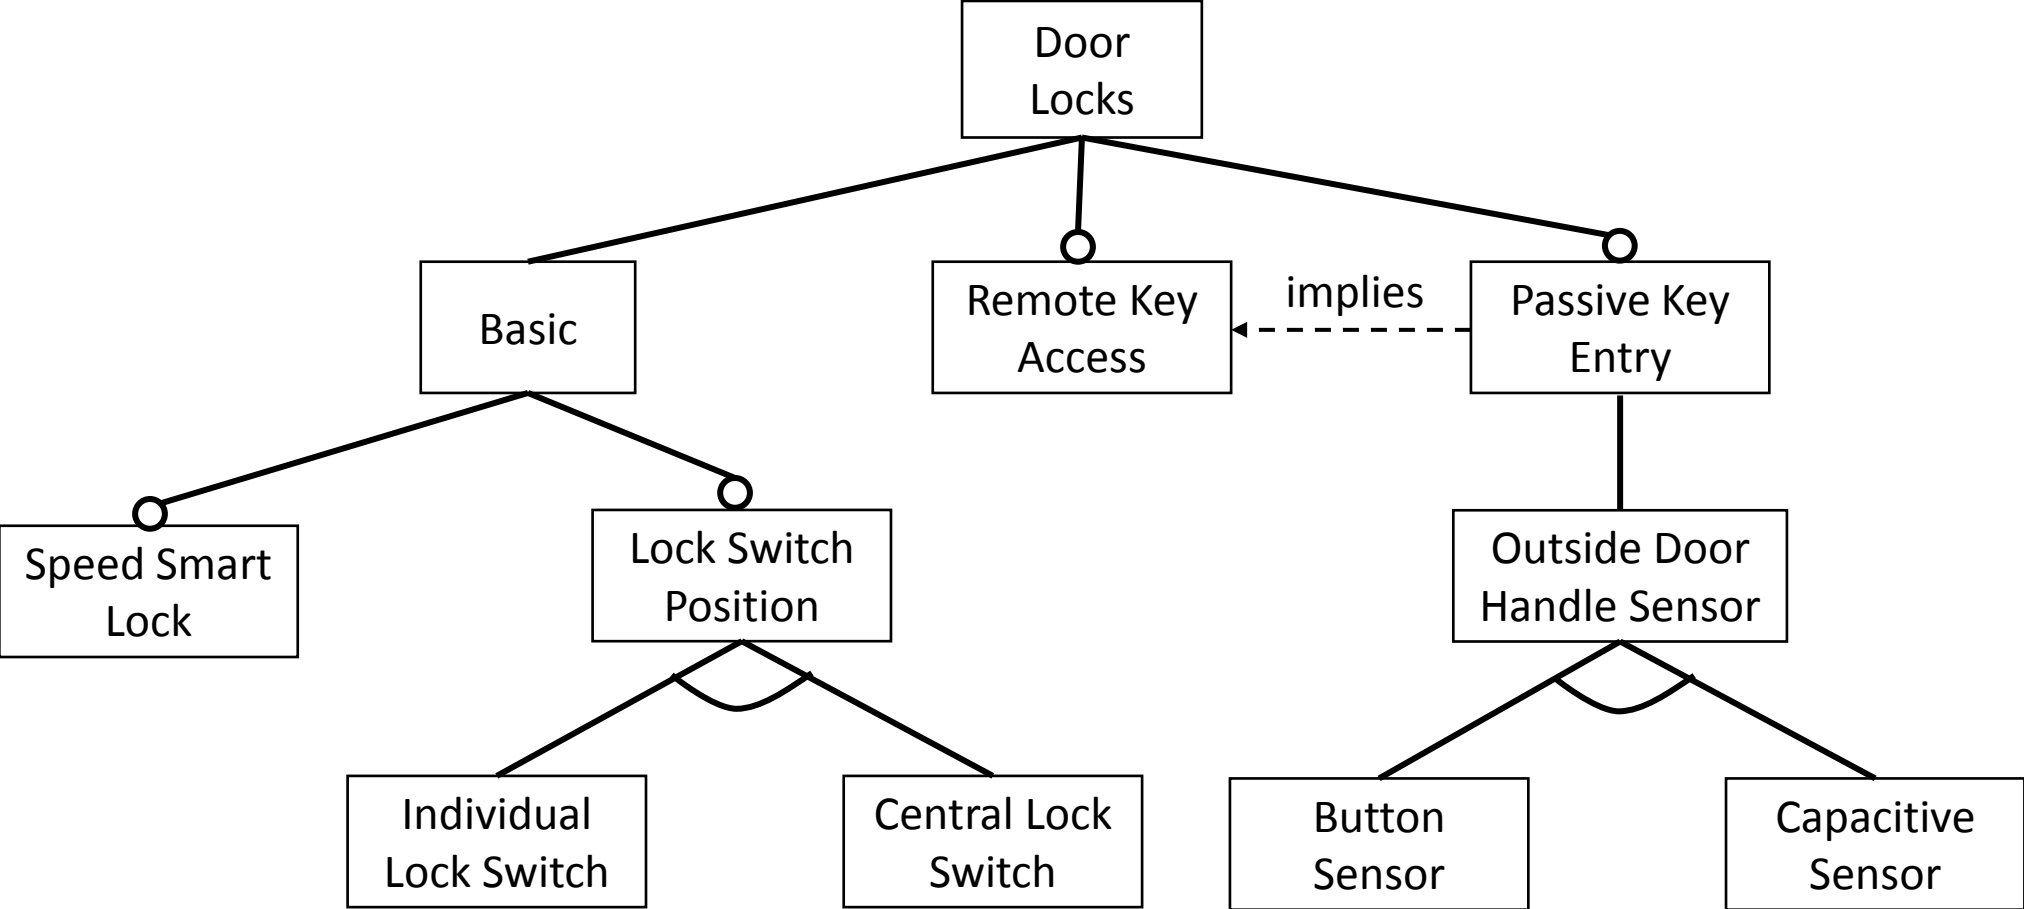 Door
Locks
Basic
Remote Key
Access
implies
Passive Key
Entry
Speed Smart
Lock
Lock Switch
Position
Outside Door
Handle Sensor
Individual
Lock Switch
Central Lock
Switch
Button
Sensor
Capacitive
Sensor